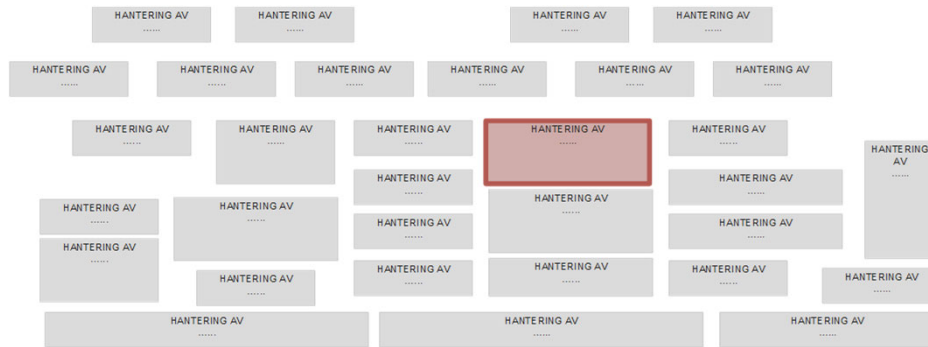 HANTERING AV
......
HANTERING AV
......
HANTERING AV
......
HANTERING AV
......
HANTERING AV
......
HANTERING AV
......
HANTERING AV
......
HANTERING AV
......
HANTERING AV
......
HANTERING AV
......
HANTERING AV
......
HANTERING AV
......
HANTERING AV
......
HANTERING AV
......
HANTERING AV
......
HANTERING
AV
......
HANTERING AV
......
HANTERING AV
......
HANTERING AV
......
HANTERING AV
......
HANTERING AV
......
HANTERING AV
......
HANTERING AV
......
HANTERING AV
......
HANTERING AV
......
HANTERING AV
......
HANTERING AV
......
HANTERING AV
......
HANTERING AV
......
HANTERING AV
......
HANTERING AV
......
HANTERING AV
......